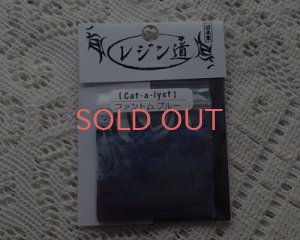 レジン道
日本製
【Cat-a-lyst】
ファントム ブルー
SOLD OUT